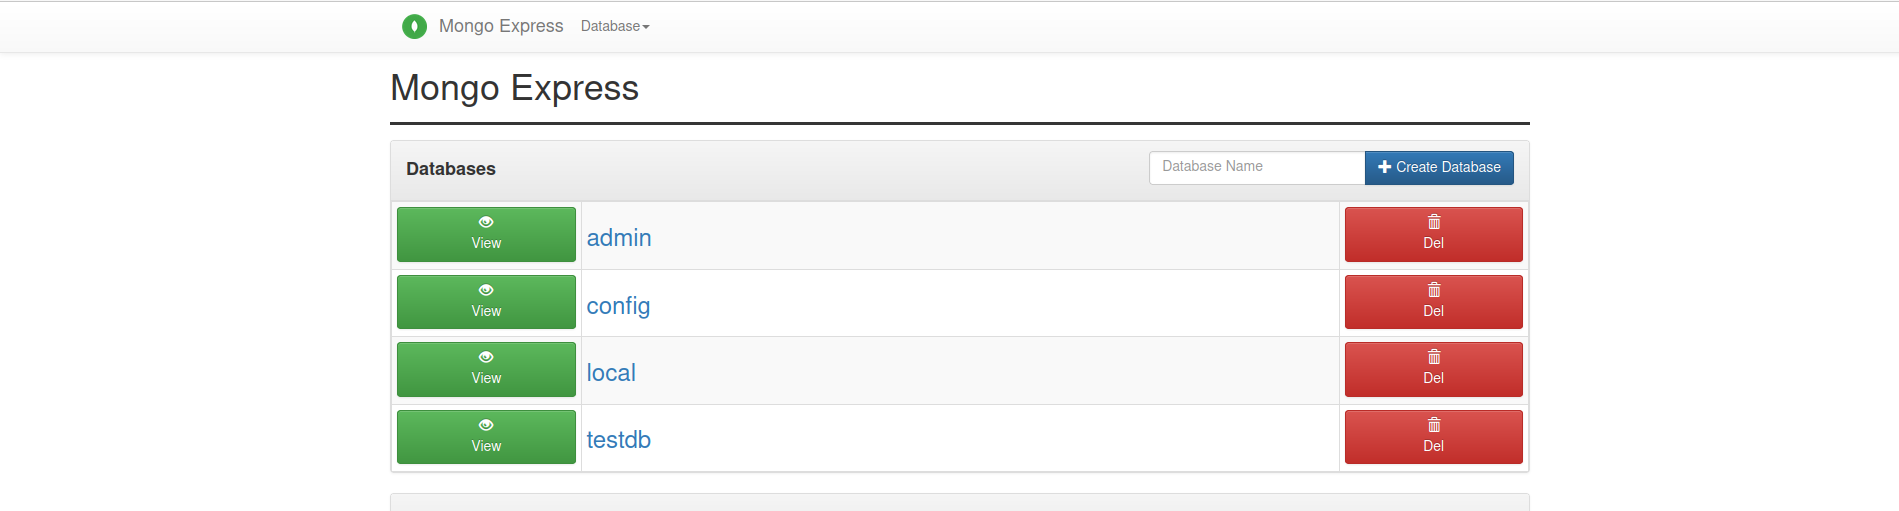 Mongo Express Database
Mongo Express
Databases Database Name Create Database
View admin Del
View config Del
View local Del
View testdb Del